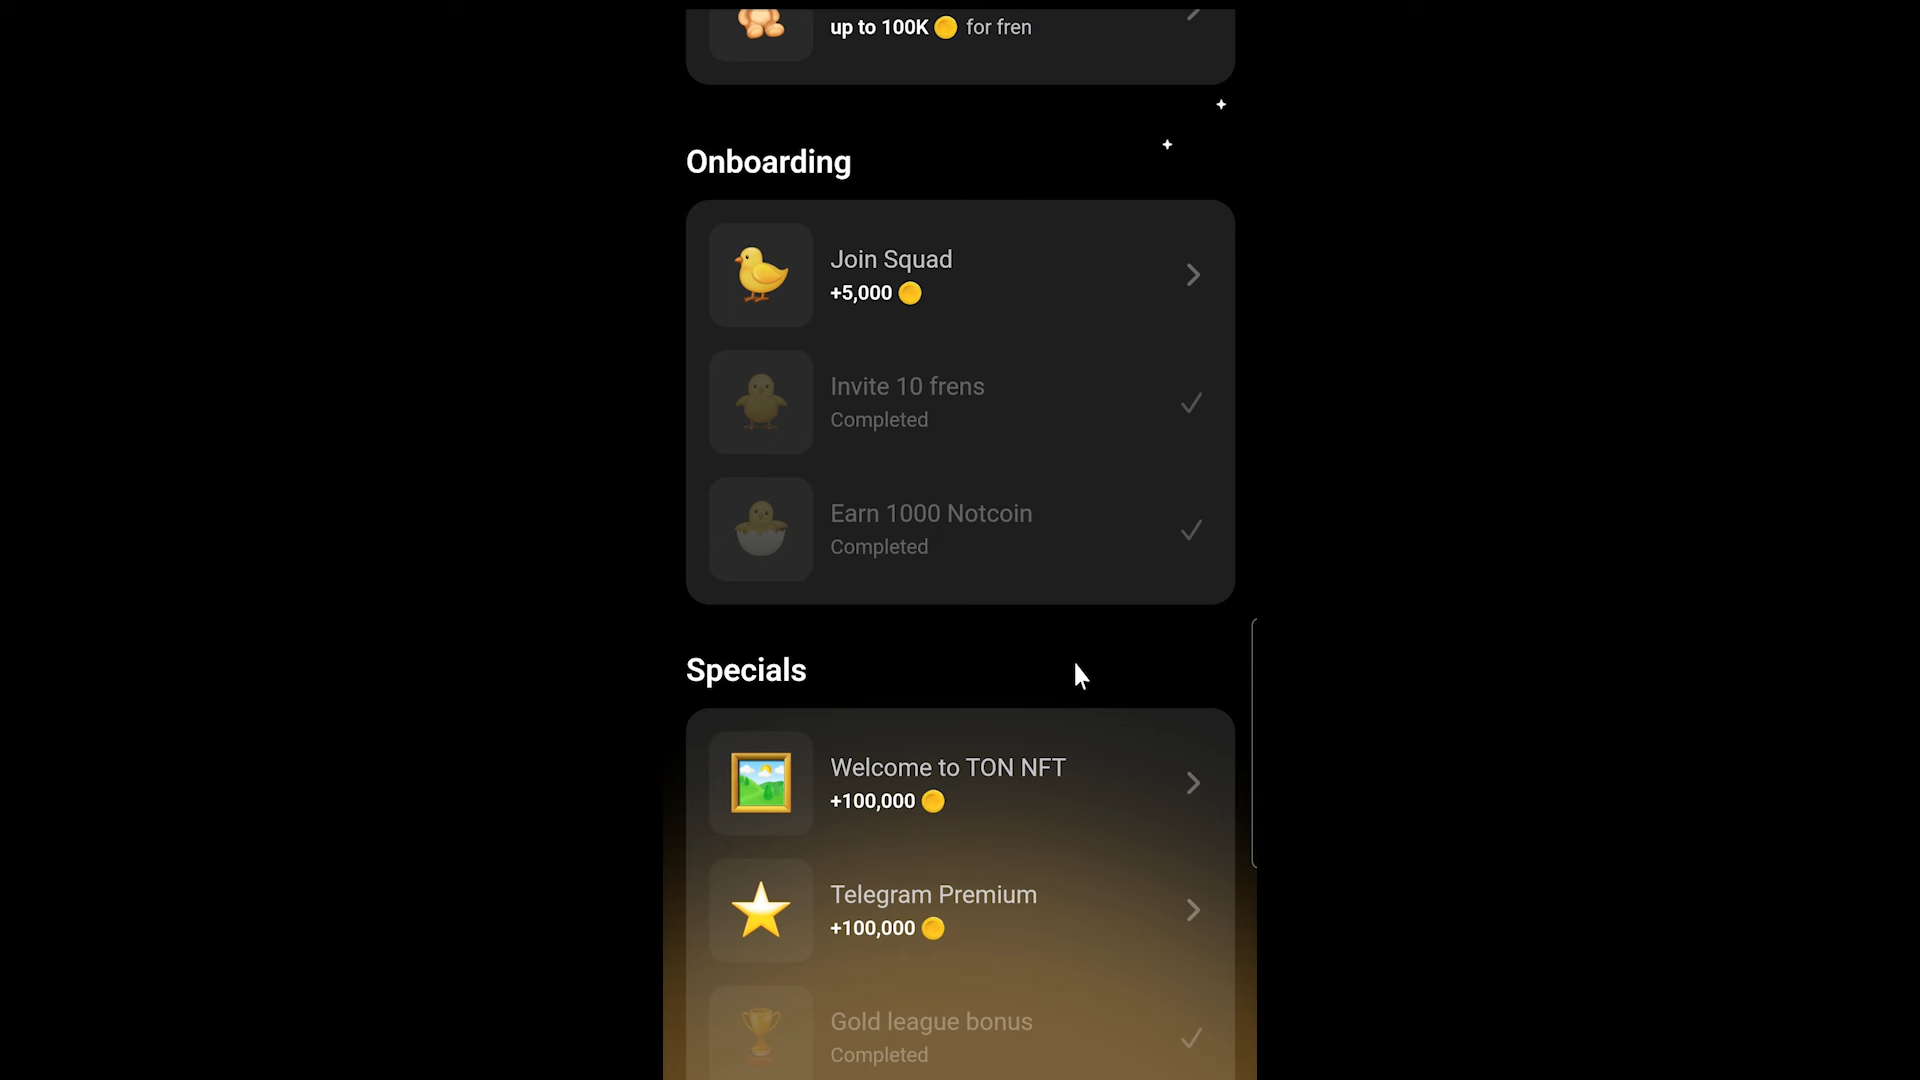 up to 100K for fren
Onboarding
Join Squad
+5,000
Invite 10 frens
Completed
Earn 1000 Notcoin
Completed
Specials
Welcome to TON NFT
+100,000
Telegram Premium
+100,000
Gold league bonus
Completed